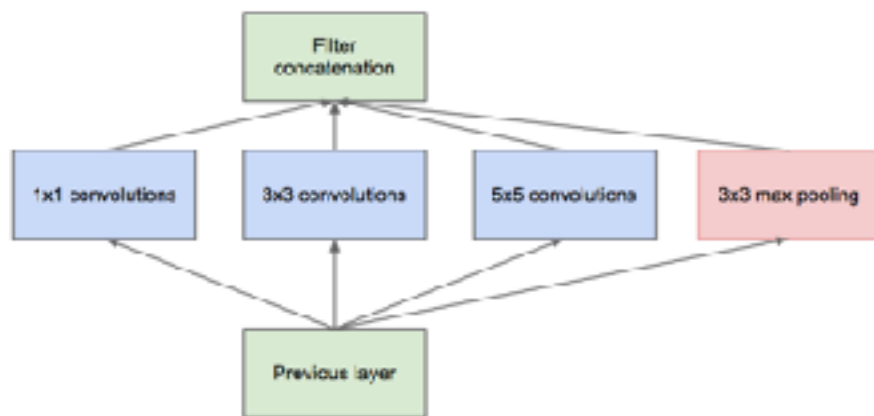 Filter
concatenation
1x1 convolutions
3x3 convolutions
5x5 convolutions
3x3 max pooling
Previous layer